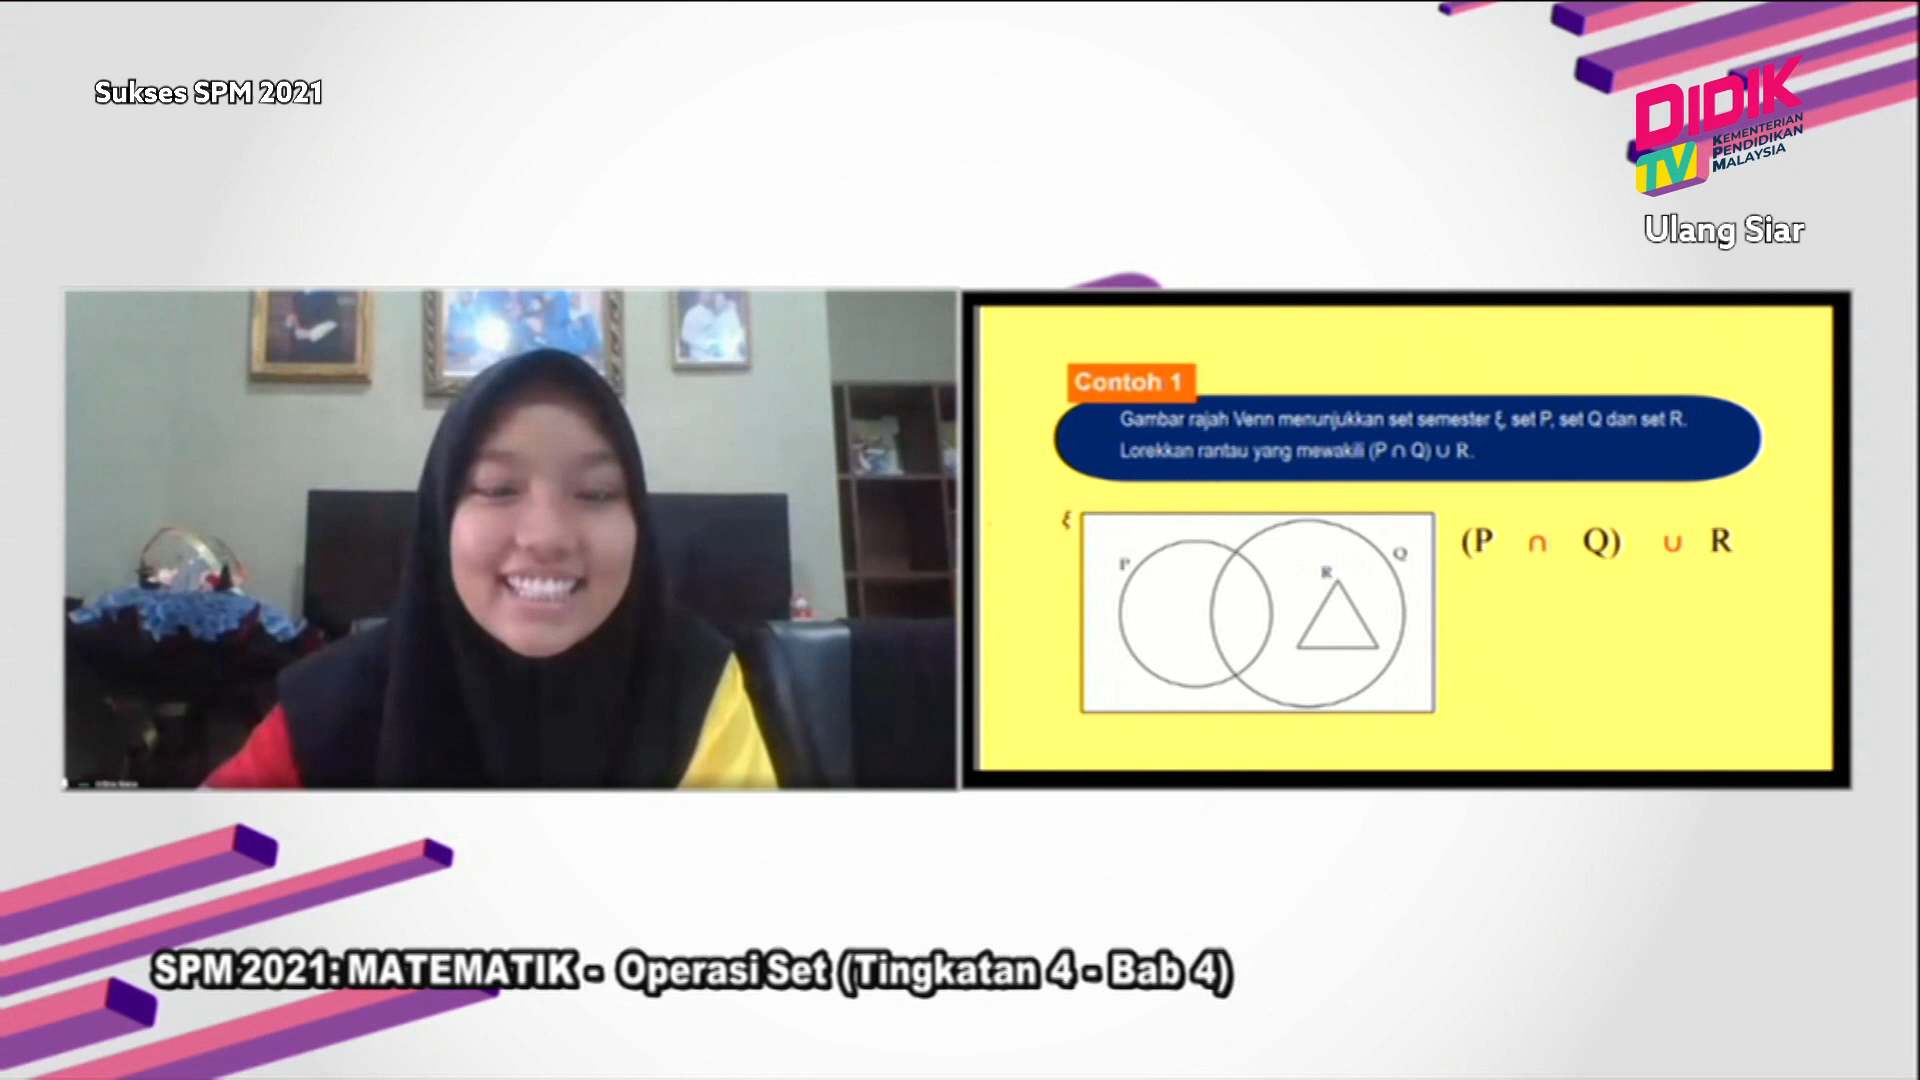 Sukses SPM 2021
DIDIK
TV
KEMENTERIAN
PENDIDIKAN
MALAYSIA
Ulang Siar
Contoh 1
Gambar rajah Venn menunjukkan set semester ξ, set P, set Q dan set R.
Lorekkan rantau yang mewakili (P ∩ Q) ∪ R.
ξ
P
R
Q
(P ∩ Q) ∪ R
SPM 2021: MATEMATIK - Operasi Set (Tingkatan 4 - Bab 4)